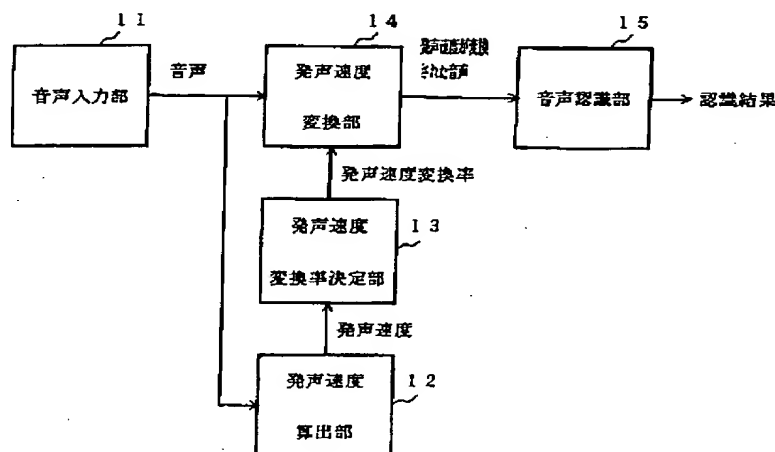 11
音声入力部
音声
14
発声速度
変換部
15
音声認識部
認識結果
発声速度変換率
13
発声速度
変換率決定部
発声速度
12
発声速度
算出部